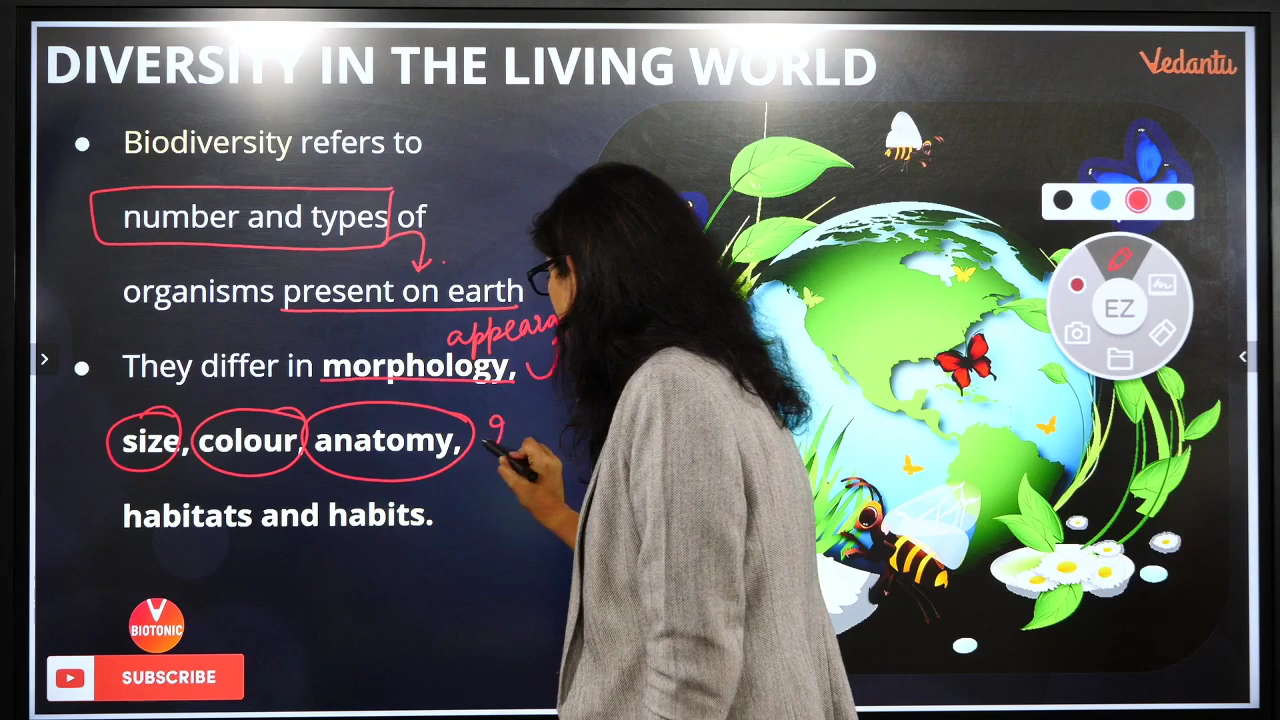 DIVERSITY IN THE LIVING WORLD
Vedantu
Biodiversity refers to
number and types of
organisms present on earth
They differ in morphology,
size, colour, anatomy,
habitats and habits.
EZ
V
BIOTONIC
SUBSCRIBE